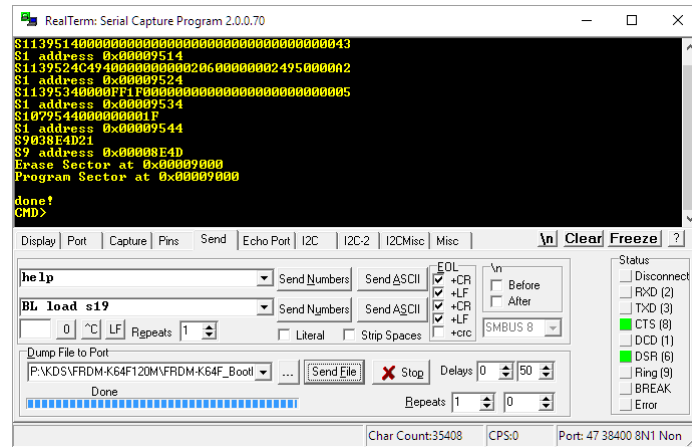 RealTerm: Serial Capture Program 2.0.0.70
S1139514000000000000000000000000000000000043
S1 address 0x00009514
S1139524C49400000000002060000000024950000A2
S1 address 0x00009524
S11395340000FF1F0000000000000000000000000005
S1 address 0x00009534
S1079544000000001F
S1 address 0x00009544
S9038E4D21
S9 address 0x00008E4D
Erase Sector at 0x00009000
Program Sector at 0x00009000
done!
CMD>
Display Port Capture Pins Send Echo Port I2C I2C-2 I2CMisc Misc \n Clear Freeze ?
help Send Numbers Send ASCII
BL load s19 Send Numbers Send ASCII
0 ^C LF Repeats 1 Literal Strip Spaces
EOL
+CR
+LF
+CR
+LF
+crc
\n
Before
After
SMBUS 8
Dump File to Port
P:\KDS\FRDM-K64F120M\FRDM-K64F_Bootl ... Send File Stop Delays 0 50
Done
Repeats 1 0
Status
Disconnect
RXD (2)
TXD (3)
CTS (8)
DCD (1)
DSR (6)
Ring (9)
BREAK
Error
Char Count:35408 CPS:0 Port: 47 38400 8N1 Non